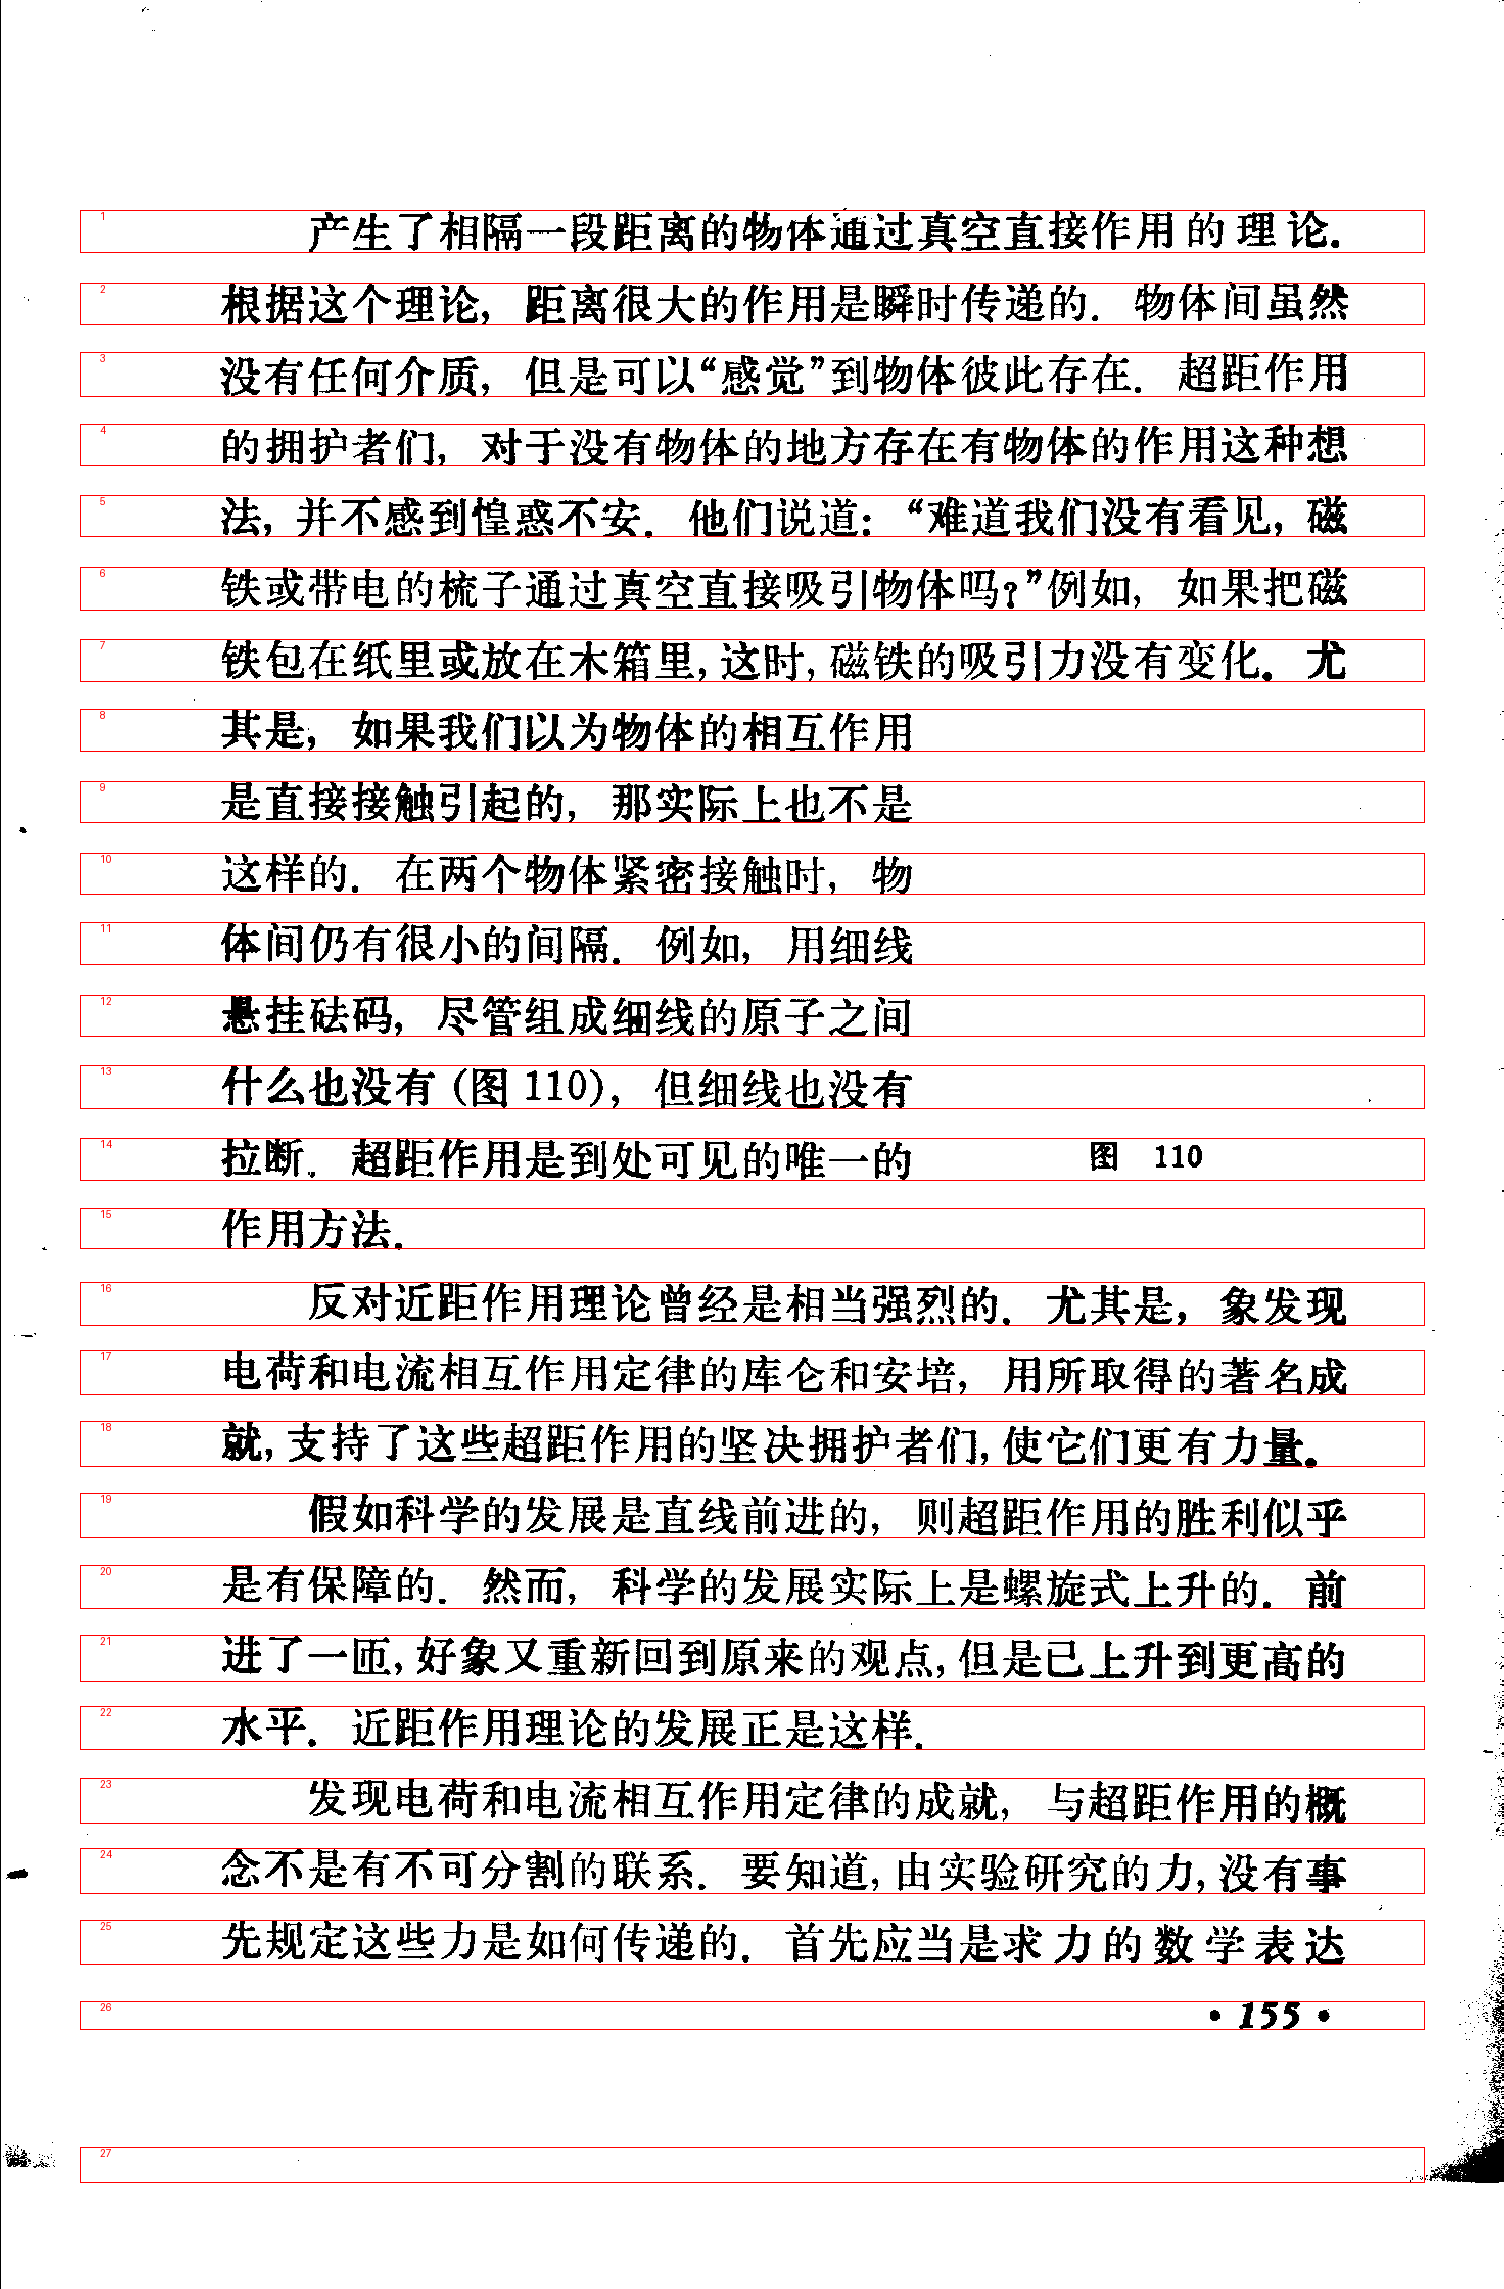 产生了相隔一段距离的物体通过真空直接作用的理论.
根据这个理论, 距离很大的作用是瞬时传递的. 物体间虽然
没有任何介质, 但是可以“感觉”到物体彼此存在. 超距作用
的拥护者们, 对于没有物体的地方存在有物体的作用这种想
法, 并不感到惶惑不安. 他们说道: “难道我们没有看见, 磁
铁或带电的梳子通过真空直接吸引物体吗?”例如, 如果把磁
铁包在纸里或放在木箱里, 这时, 磁铁的吸引力没有变化. 尤
其是, 如果我们以为物体的相互作用
是直接接触引起的, 那实际上也不是
这样的. 在两个物体紧密接触时, 物
体间仍有很小的间隔. 例如, 用细线
悬挂砝码, 尽管组成细线的原子之间
什么也没有 (图 110), 但细线也没有
拉断. 超距作用是到处可见的唯一的
图 110
作用方法.
反对近距作用理论曾经是相当强烈的. 尤其是, 象发现
电荷和电流相互作用定律的库仑和安培, 用所取得的著名成
就, 支持了这些超距作用的坚决拥护者们, 使它们更有力量.
假如科学的发展是直线前进的, 则超距作用的胜利似乎
是有保障的. 然而, 科学的发展实际上是螺旋式上升的. 前
进了一匝, 好象又重新回到原来的观点, 但是已上升到更高的
水平. 近距作用理论的发展正是这样.
发现电荷和电流相互作用定律的成就, 与超距作用的概
念不是有不可分割的联系. 要知道, 由实验研究的力, 没有事
先规定这些力是如何传递的. 首先应当是求力的数学表达
• 155 •